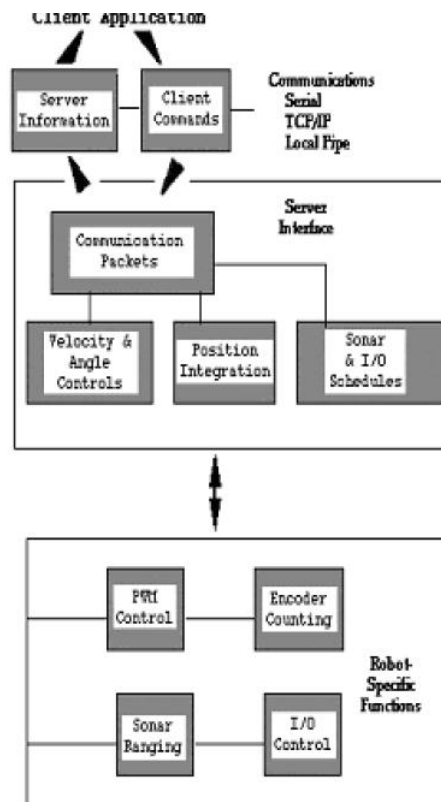 Client Application
Server
Information
Client
Commands
Communications
Serial
TCP/IP
Local Pipe
Server
Interface
Communication
Packets
Velocity &
Angle
Controls
Position
Integration
Sonar
& I/O
Schedules
PWM
Control
Encoder
Counting
Robot-
Specific
Functions
Sonar
Ranging
I/O
Control